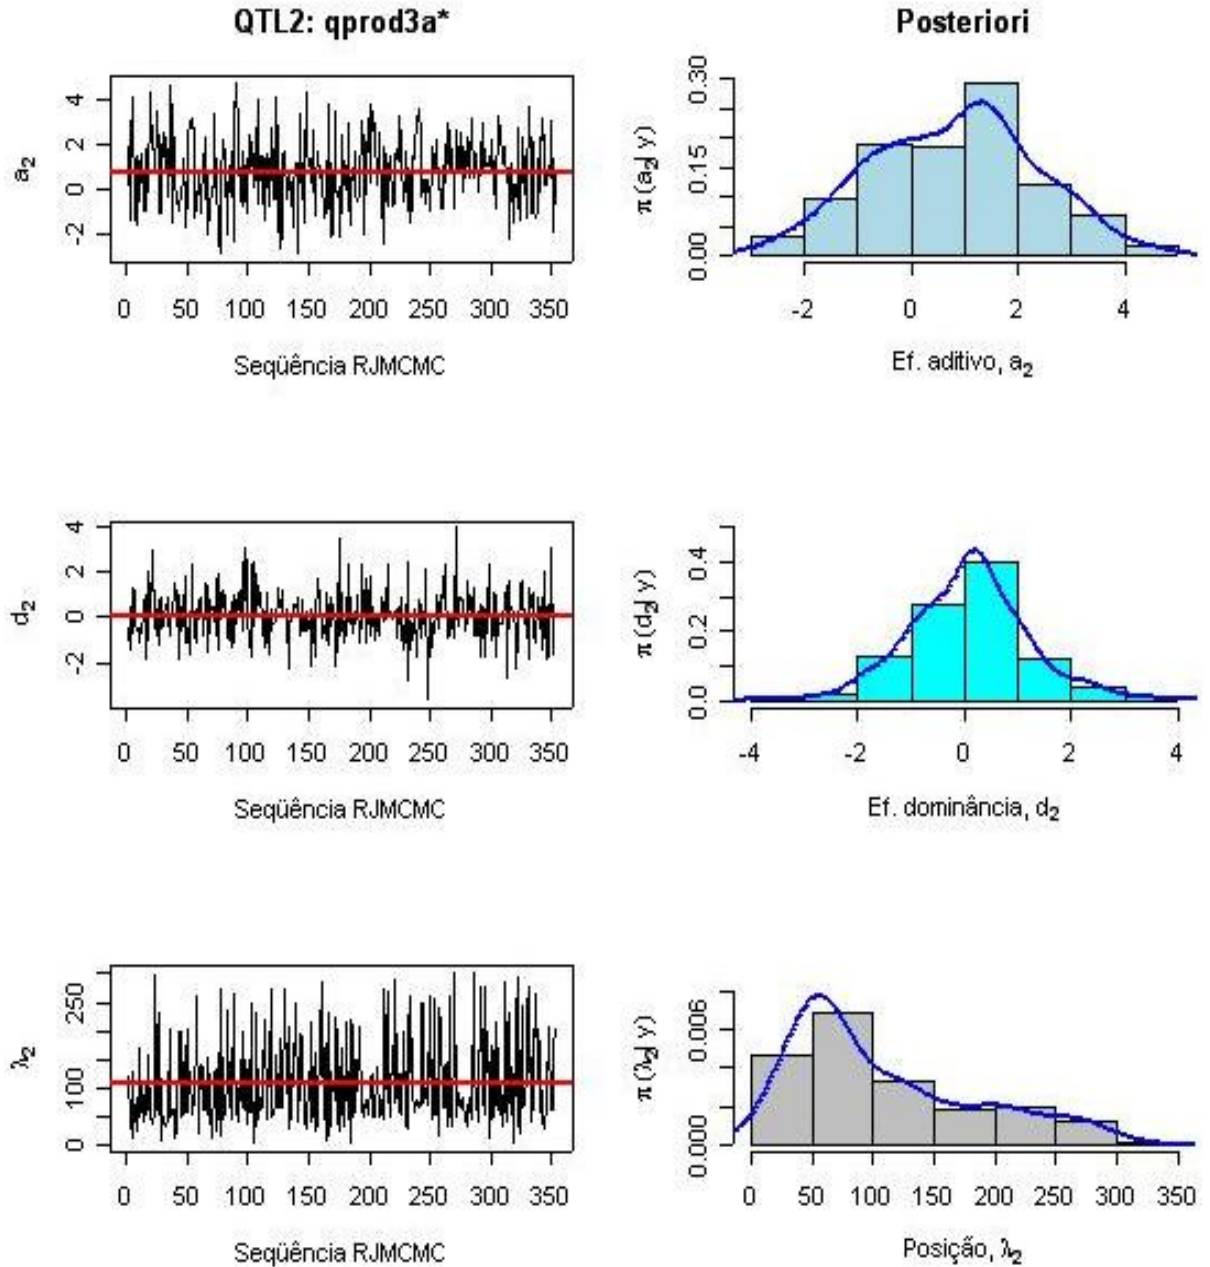 QTL2: qprod3a*
Posteriori
a2
4
2
0
-2
0 50 100 150 200 250 300 350
Seqüência RJMCMC
π(a2| y)
0.30
0.15
0.00
-2 0 2 4
Ef. aditivo, a2
d2
4
2
0
-2
0 50 100 150 200 250 300 350
Seqüência RJMCMC
π(d2| y)
0.4
0.2
0.0
-4 -2 0 2 4
Ef. dominância, d2
λ2
250
100
0
0 50 100 150 200 250 300 350
Seqüência RJMCMC
π(λ2| y)
0.006
0.000
0 50 100 150 200 250 300 350
Posição, λ2